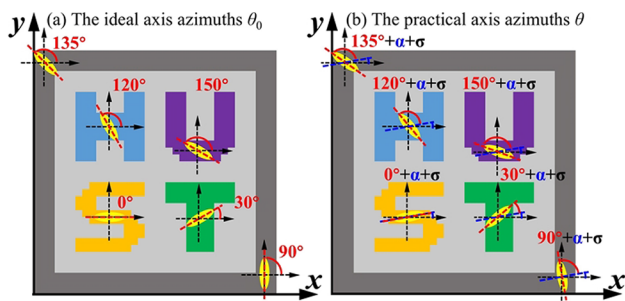 (a) The ideal axis azimuths θ₀
y
135°
120°
150°
H
U
0°
30°
S
T
90°
x
(b) The practical axis azimuths θ
y
135°+α+σ
120°+α+σ
150°+α+σ
H
U
0°+α+σ
30°+α+σ
S
T
90°+α+σ
x